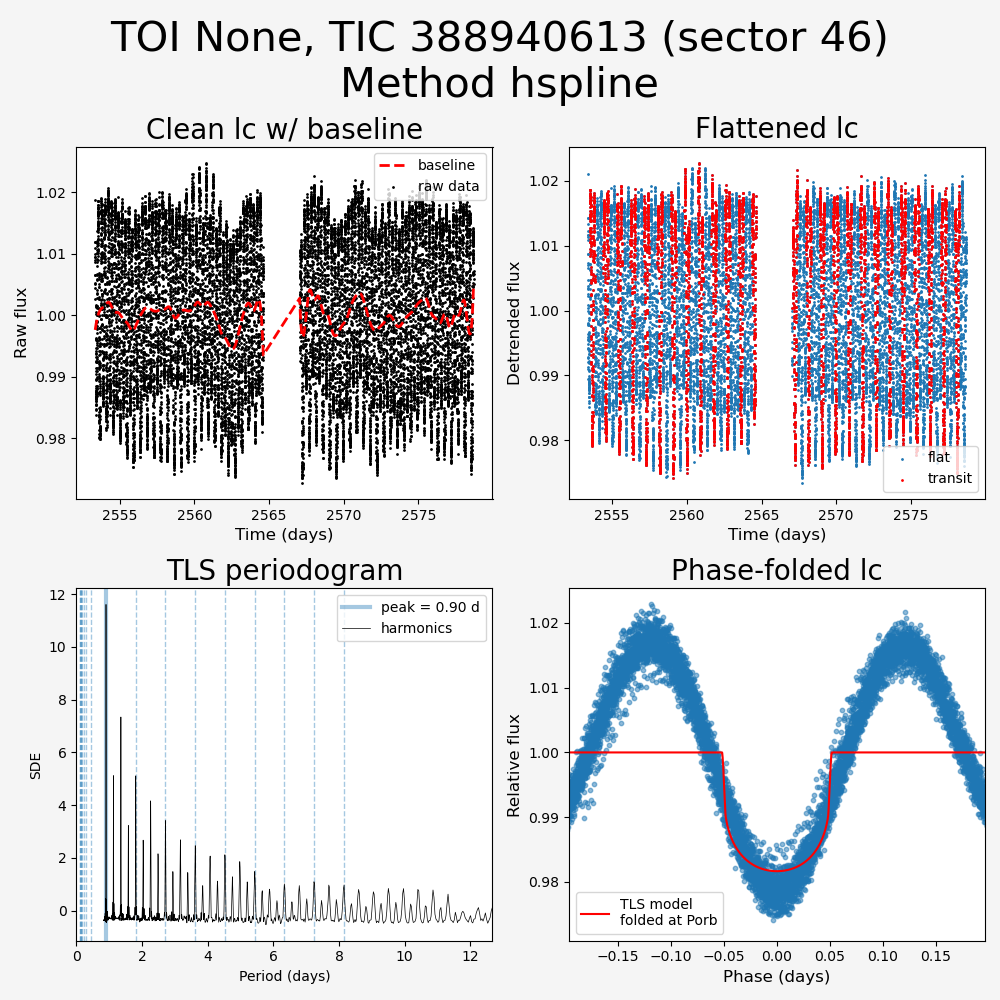 TOI None, TIC 388940613 (sector 46)
Method hspline
Clean lc w/ baseline
baseline
raw data
1.02
1.01
1.00
0.99
0.98
Raw flux
2555
2560
2565
2570
2575
Time (days)
Flattened lc
flat
transit
1.02
1.01
1.00
0.99
0.98
Detrended flux
2555
2560
2565
2570
2575
Time (days)
TLS periodogram
peak = 0.90 d
harmonics
12
10
8
6
4
2
0
SDE
0
2
4
6
8
10
12
Period (days)
Phase-folded lc
1.02
1.01
1.00
0.99
0.98
Relative flux
TLS model
folded at Porb
−0.15
−0.10
−0.05
0.00
0.05
0.10
0.15
Phase (days)